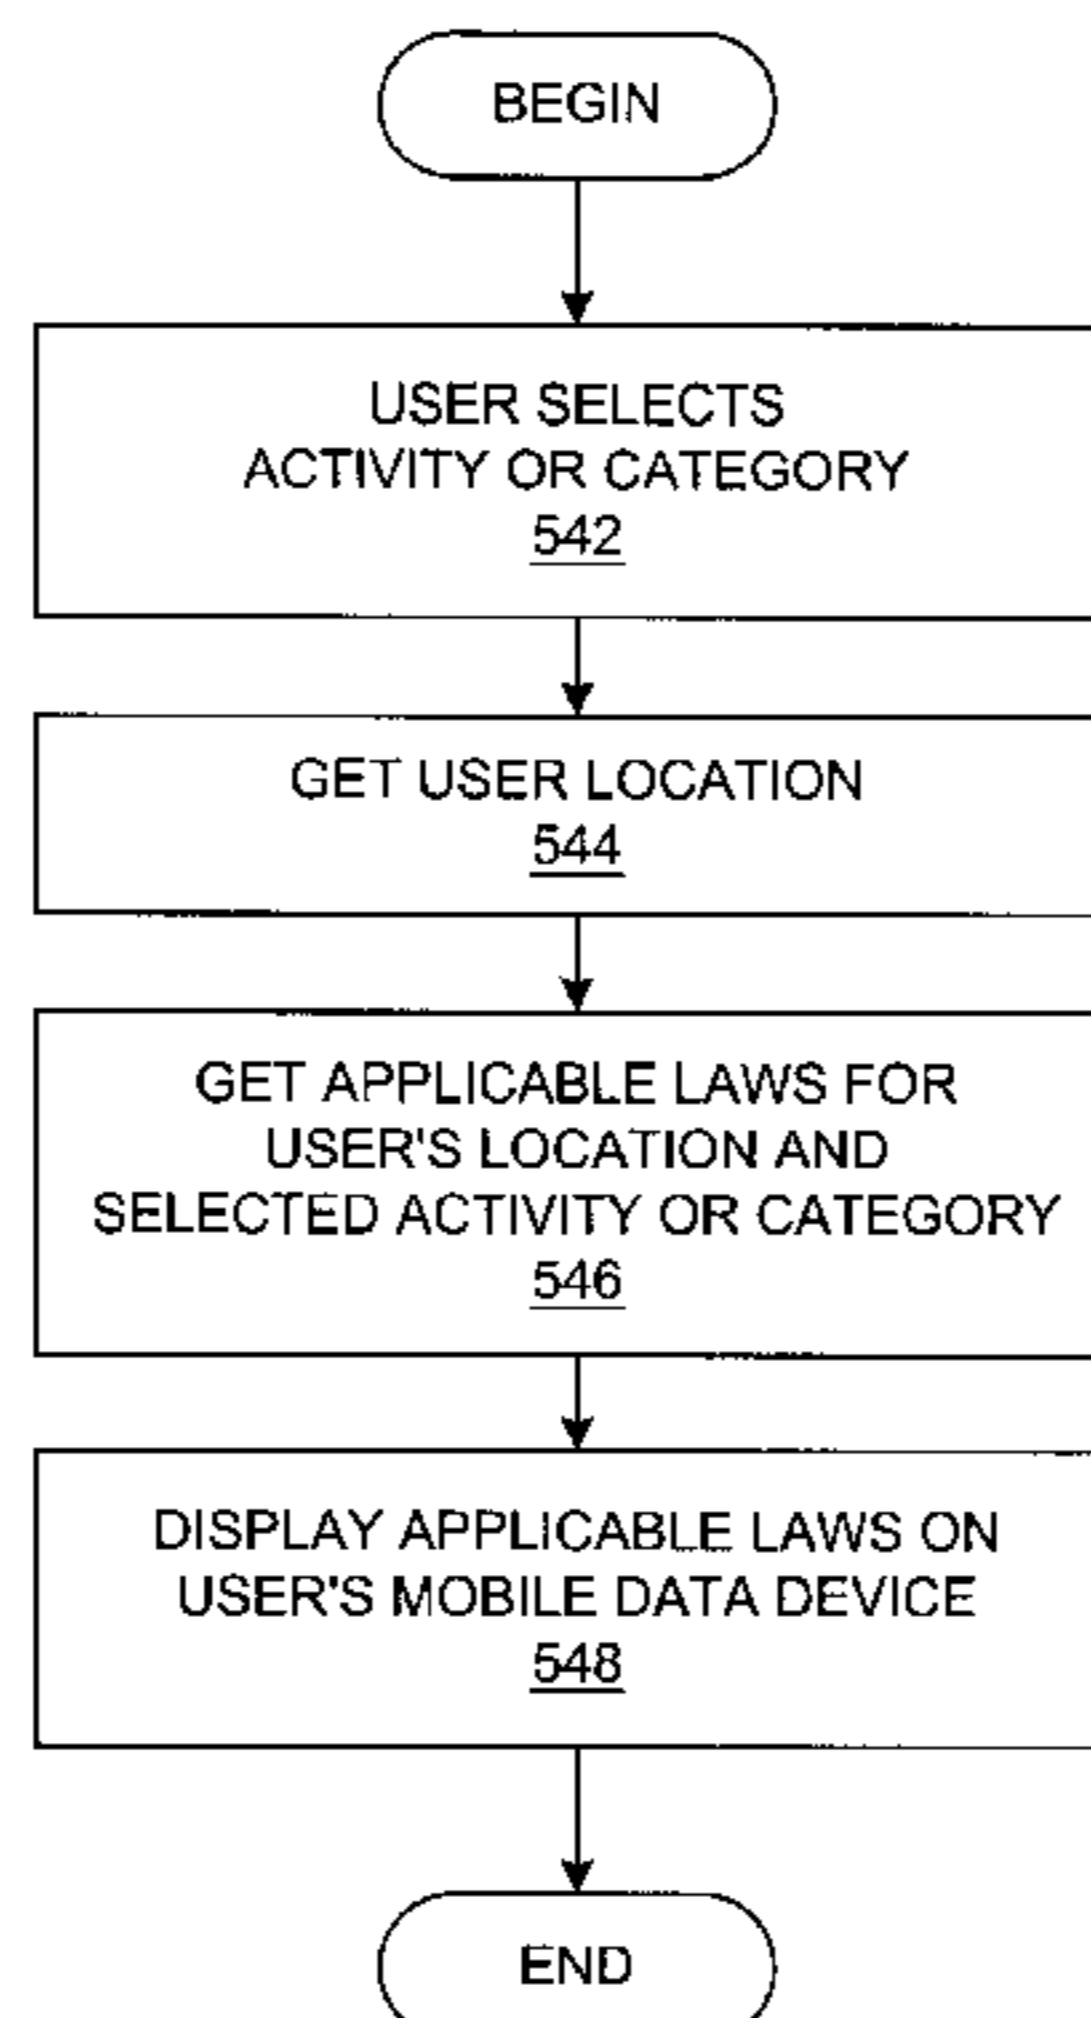 BEGIN
USER SELECTS
ACTIVITY OR CATEGORY
542
GET USER LOCATION
544
GET APPLICABLE LAWS FOR
USER'S LOCATION AND
SELECTED ACTIVITY OR CATEGORY
546
DISPLAY APPLICABLE LAWS ON
USER'S MOBILE DATA DEVICE
548
END